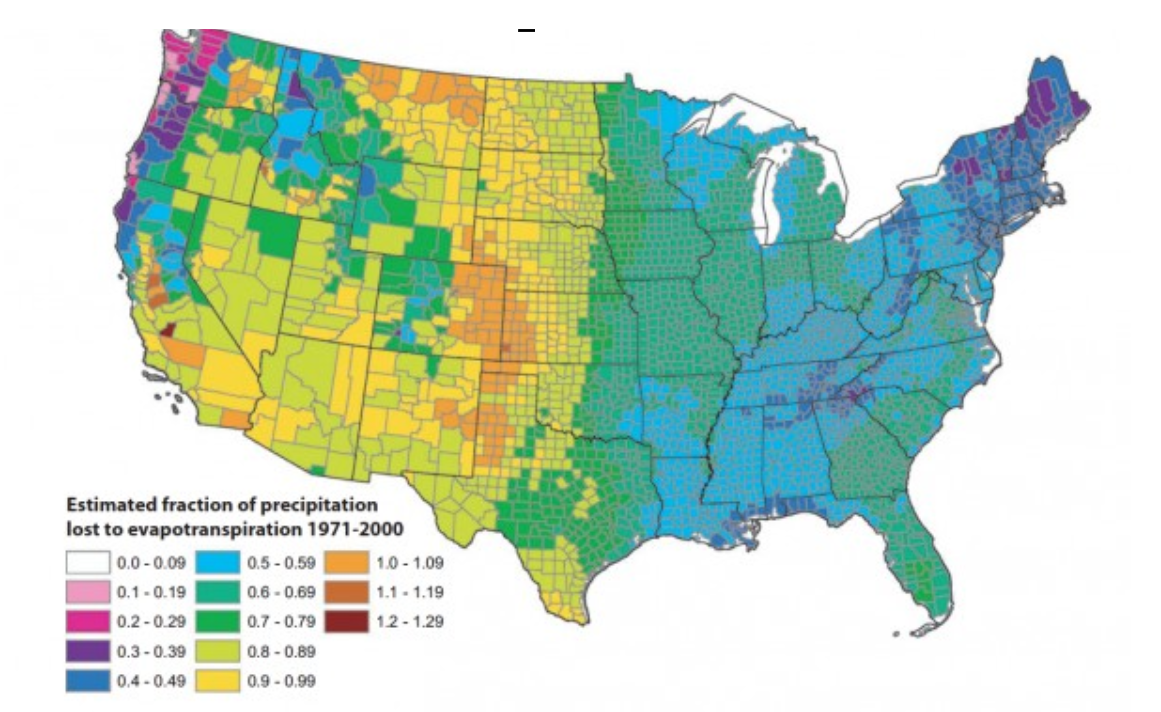 Estimated fraction of precipitation
lost to evapotranspiration 1971-2000
0.0 - 0.09
0.1 - 0.19
0.2 - 0.29
0.3 - 0.39
0.4 - 0.49
0.5 - 0.59
0.6 - 0.69
0.7 - 0.79
0.8 - 0.89
0.9 - 0.99
1.0 - 1.09
1.1 - 1.19
1.2 - 1.29